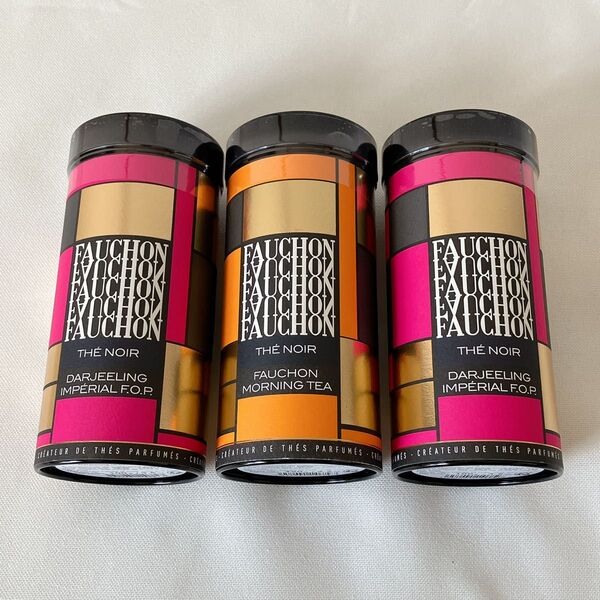 FAUCHON
FAUCHON
FAUCHON
FAUCHON
FAUCHON
THÉ NOIR
DARJEELING
IMPÉRIAL F.O.P.
CRÉATEUR DE THÉS PARFUMÉS
FAUCHON
FAUCHON
FAUCHON
FAUCHON
FAUCHON
THÉ NOIR
FAUCHON
MORNING TEA
· CRÉATEUR DE THÉS PARFUMÉS ·
FAUCHON
FAUCHON
FAUCHON
FAUCHON
FAUCHON
THÉ NOIR
DARJEELING
IMPÉRIAL F.O.P.
· CRÉATEUR DE THÉS PARFUMÉ